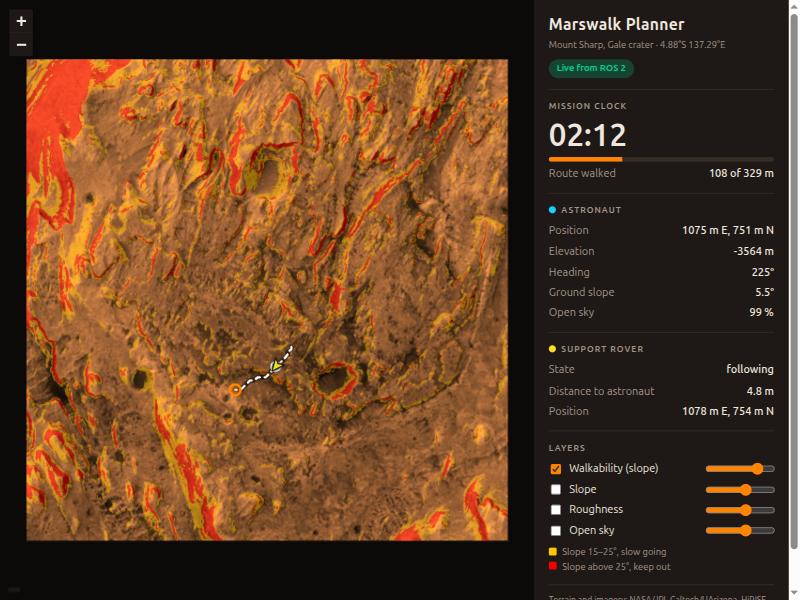 +
−
Marswalk Planner
Mount Sharp, Gale crater · 4.88°S 137.29°E
Live from ROS 2
MISSION CLOCK
02:12
Route walked 108 of 329 m
ASTRONAUT
Position 1075 m E, 751 m N
Elevation -3564 m
Heading 225°
Ground slope 5.5°
Open sky 99 %
SUPPORT ROVER
State following
Distance to astronaut 4.8 m
Position 1078 m E, 754 m N
LAYERS
Walkability (slope)
Slope
Roughness
Open sky
Slope 15–25°, slow going
Slope above 25°, keep out
Terrain and imagery: NASA/JPL-Caltech/UArizona, HiRISE